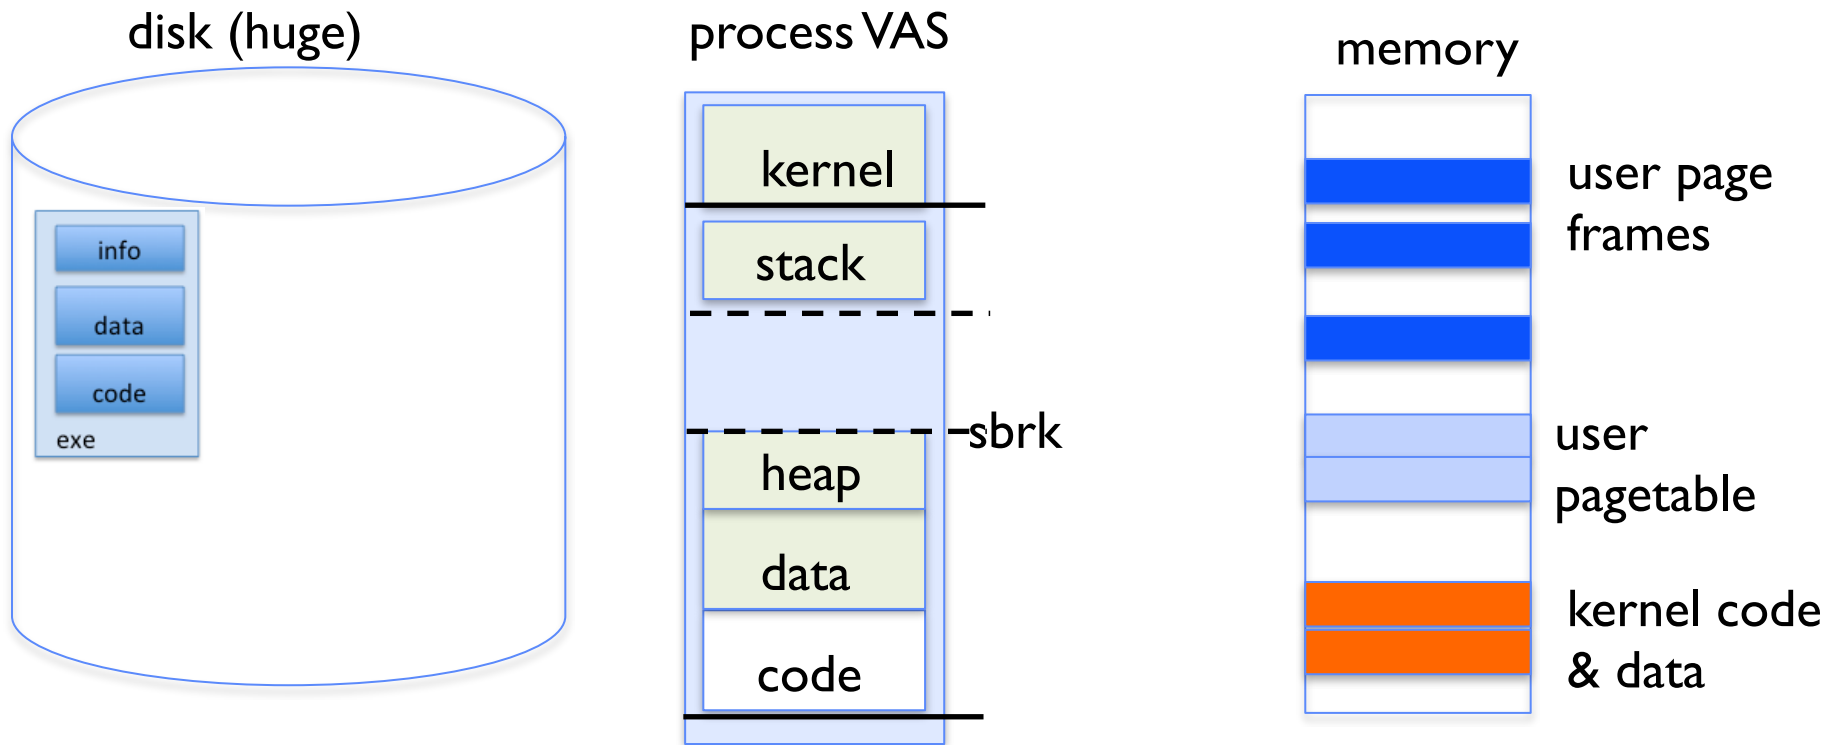 disk (huge)
info
data
code
exe
process VAS
kernel
stack
sbrk
heap
data
code
memory
user page
frames
user
pagetable
kernel code
& data